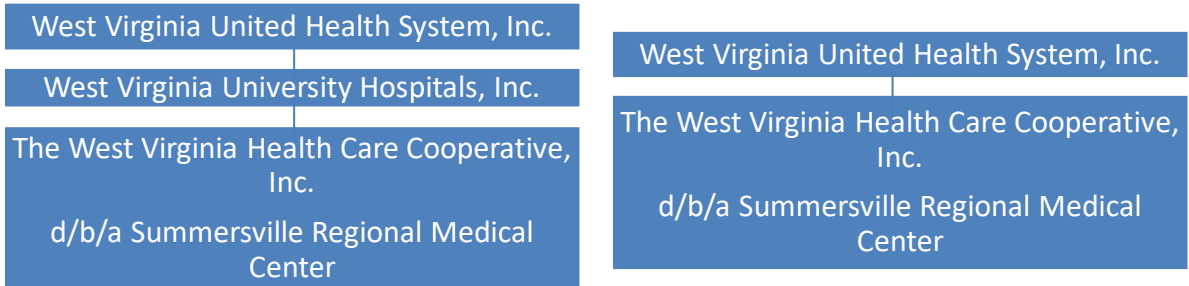 West Virginia United Health System, Inc.
West Virginia University Hospitals, Inc.
The West Virginia Health Care Cooperative,
Inc.
d/b/a Summersville Regional Medical
Center
West Virginia United Health System, Inc.
The West Virginia Health Care Cooperative,
Inc.
d/b/a Summersville Regional Medical
Center